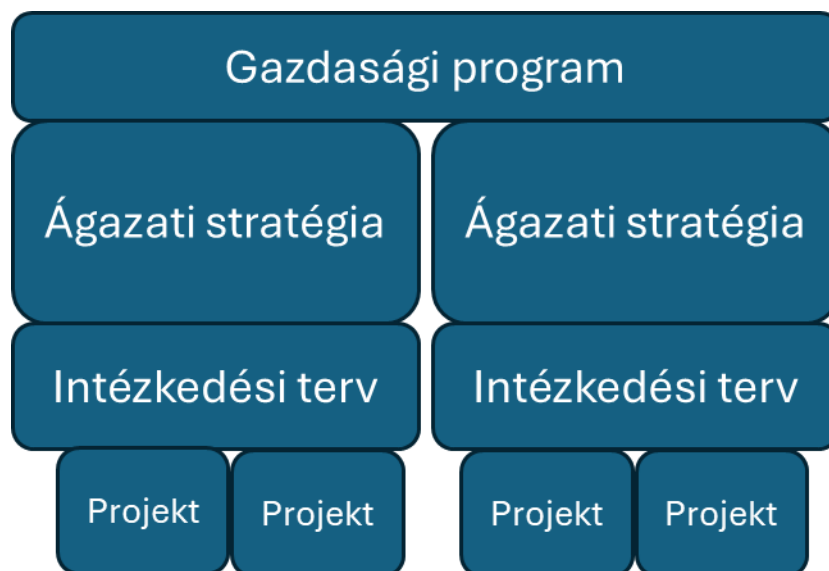 Gazdasági program
Ágazati stratégia
Ágazati stratégia
Intézkedési terv
Intézkedési terv
Projekt
Projekt
Projekt
Projekt